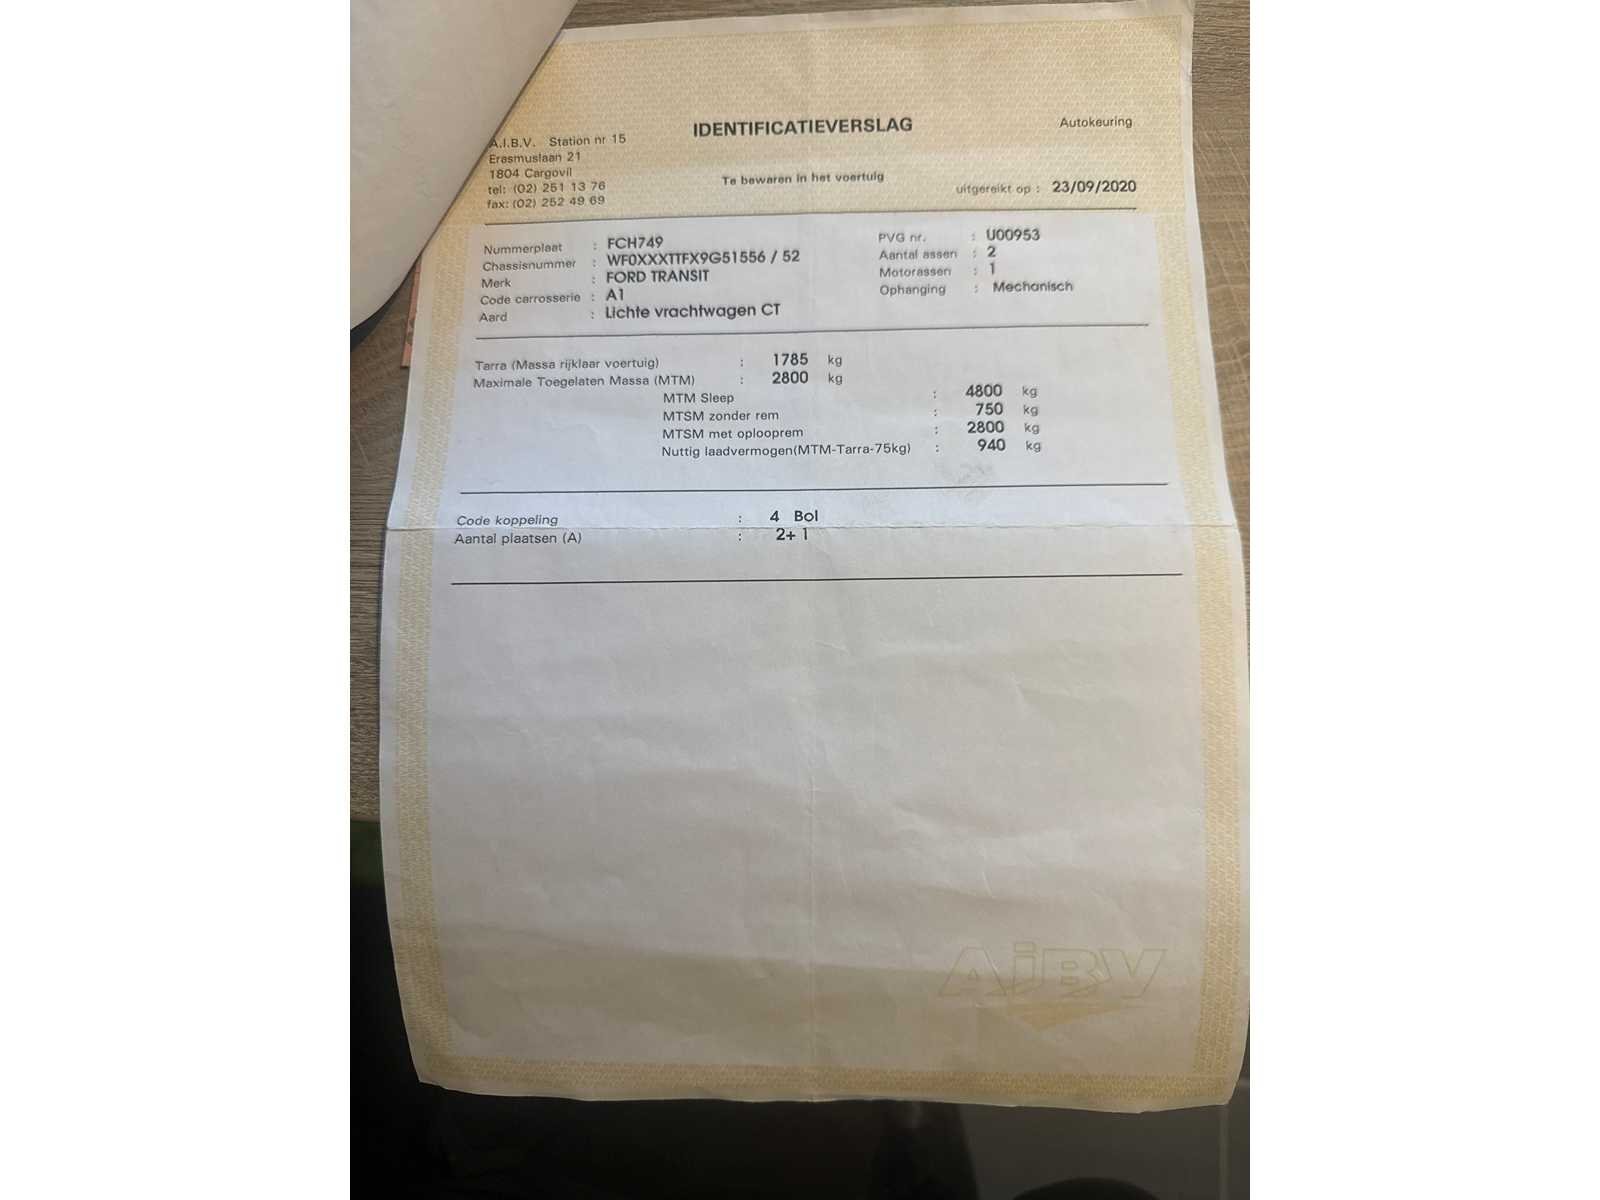 IDENTIFICATIEVERSLAG
Autokeuring
A.I.B.V. Station nr 15
Erasmuslaan 21
1804 Cargovil
tel: (02) 251 13 76
fax: (02) 252 49 69
Te bewaren in het voertuig
uitgereikt op : 23/09/2020
Nummerplaat : FCH749
Chassisnummer : WF0XXXTTFX9G51556 / 52
Merk : FORD TRANSIT
Code carrosserie : A1
Aard : Lichte vrachtwagen CT
PVG nr. : U00953
Aantal assen : 2
Motorassen : 1
Ophanging : Mechanisch
Tarra (Massa rijklaar voertuig) : 1785 kg
Maximale Toegelaten Massa (MTM) : 2800 kg
MTM Sleep : 4800 kg
MTSM zonder rem : 750 kg
MTSM met oplooprem : 2800 kg
Nuttig laadvermogen(MTM-Tarra-75kg) : 940 kg
Code koppeling : 4 Bol
Aantal plaatsen (A) : 2+ 1
AiBV